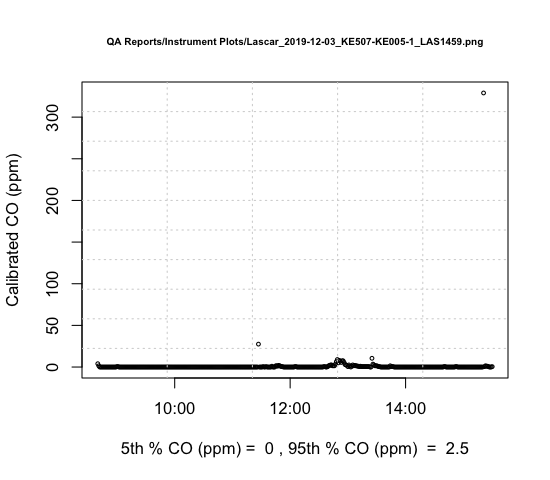 QA Reports/Instrument Plots/Lascar_2019-12-03_KE507-KE005-1_LAS1459.png
Calibrated CO (ppm)
300
200
100
50
0
10:00 12:00 14:00
5th % CO (ppm) = 0 , 95th % CO (ppm) = 2.5